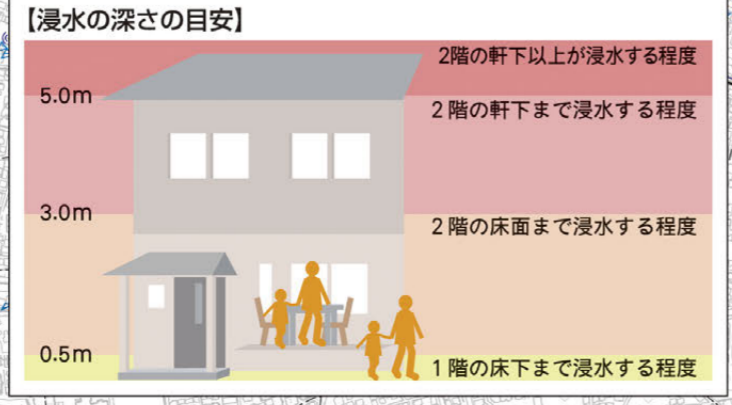 【浸水の深さの目安】
2階の軒下以上が浸水する程度
5.0m
2階の軒下まで浸水する程度
3.0m
2階の床面まで浸水する程度
0.5m
1階の床下まで浸水する程度